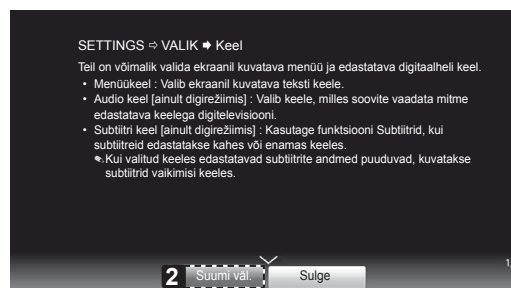 SETTINGS ⇨ VALIK ➧ Keel
Teil on võimalik valida ekraanil kuvatava menüü ja edastatava digitaalheli keel.
• Menüükeel : Valib ekraanil kuvatava teksti keele.
• Audio keel [ainult digirežiimis] : Valib keele, milles soovite vaadata mitme
edastatava keelega digitelevisiooni.
• Subtiitri keel [ainult digirežiimis] : Kasutage funktsiooni Subtiitrid, kui
subtiitreid edastatakse kahes või enamas keeles.
✎Kui valitud keeles edastatavad subtiitrite andmed puuduvad, kuvatakse
subtiitrid vaikimisi keeles.
2 Suumi väl. Sulge